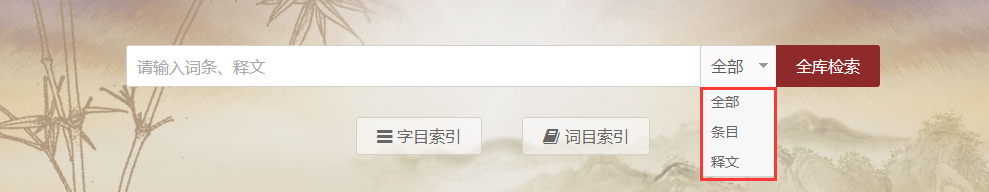 请输入词条、释文 全部 全库检索
全部
字目索引 词目索引 条目
释文